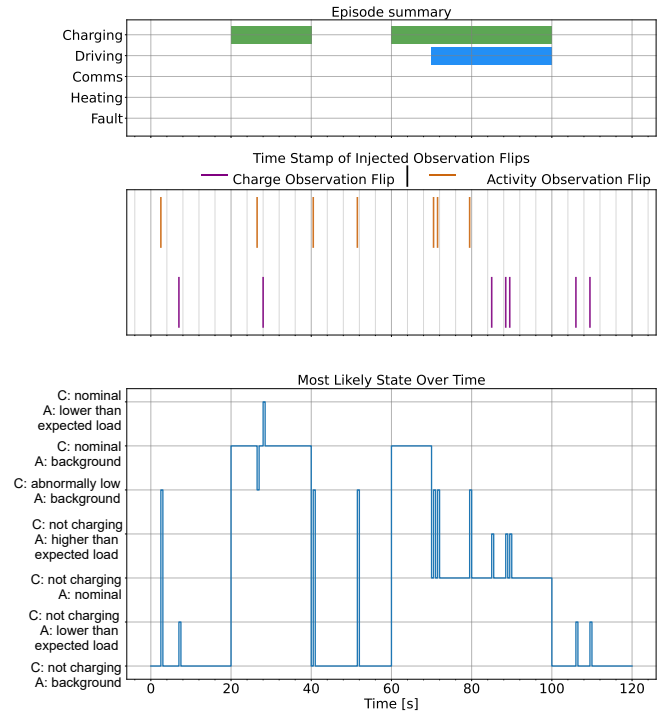 Episode summary
Charging
Driving
Comms
Heating
Fault
Time Stamp of Injected Observation Flips
Charge Observation Flip
Activity Observation Flip
Most Likely State Over Time
C: nominal
A: lower than
expected load
C: nominal
A: background
C: abnormally low
A: background
C: not charging
A: higher than
expected load
C: not charging
A: nominal
C: not charging
A: lower than
expected load
C: not charging
A: background
0 20 40 60 80 100 120
Time [s]